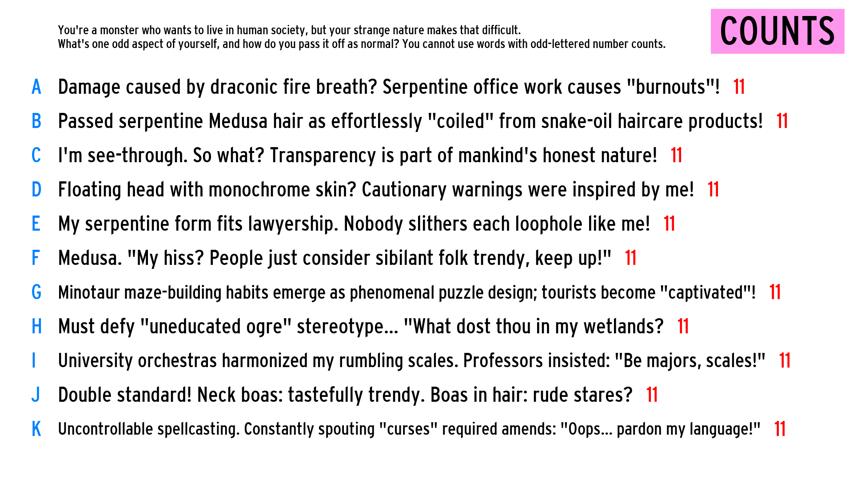 You're a monster who wants to live in human society, but your strange nature makes that difficult.
What's one odd aspect of yourself, and how do you pass it off as normal? You cannot use words with odd-lettered number counts.
COUNTS
A Damage caused by draconic fire breath? Serpentine office work causes "burnouts"! 11
B Passed serpentine Medusa hair as effortlessly "coiled" from snake-oil haircare products! 11
C I'm see-through. So what? Transparency is part of mankind's honest nature! 11
D Floating head with monochrome skin? Cautionary warnings were inspired by me! 11
E My serpentine form fits lawyership. Nobody slithers each loophole like me! 11
F Medusa. "My hiss? People just consider sibilant folk trendy, keep up!" 11
G Minotaur maze-building habits emerge as phenomenal puzzle design; tourists become "captivated"! 11
H Must defy "uneducated ogre" stereotype... "What dost thou in my wetlands? 11
I University orchestras harmonized my rumbling scales. Professors insisted: "Be majors, scales!" 11
J Double standard! Neck boas: tastefully trendy. Boas in hair: rude stares? 11
K Uncontrollable spellcasting. Constantly spouting "curses" required amends: "Oops... pardon my language!" 11